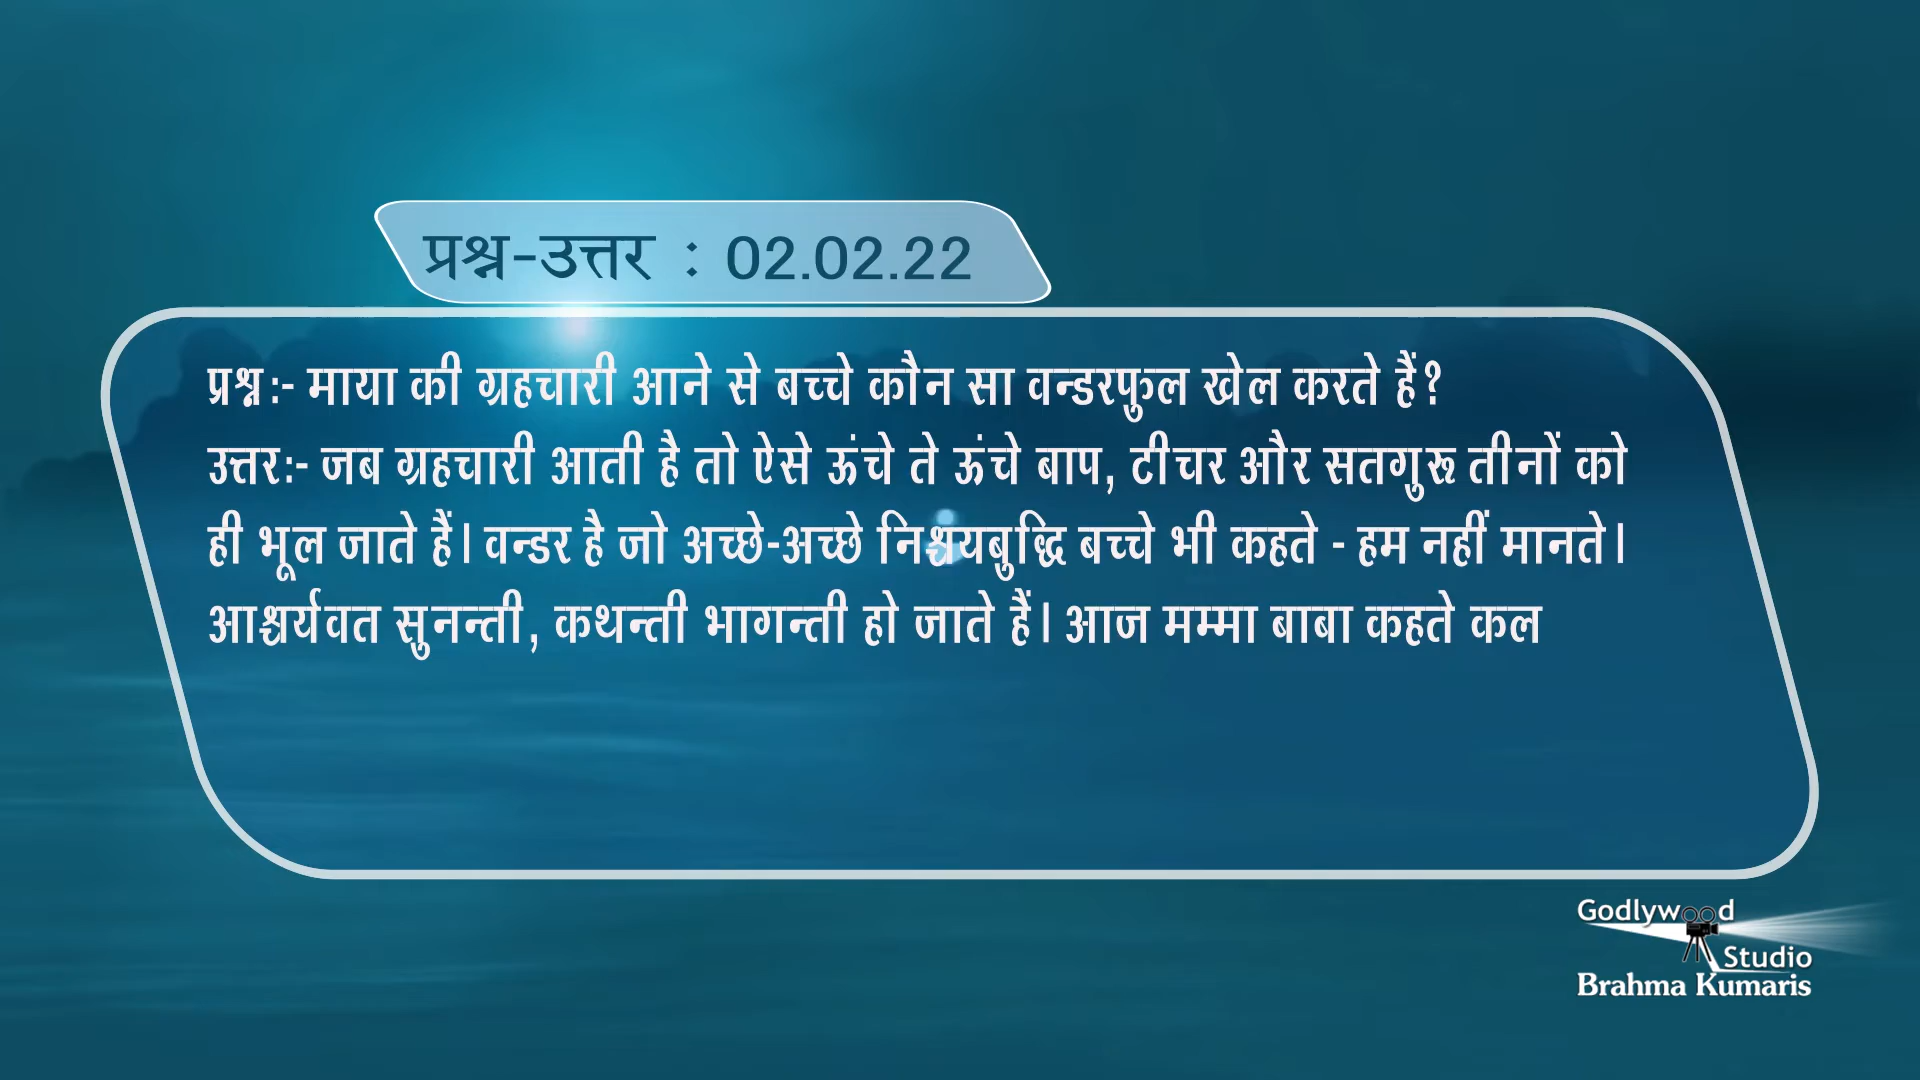 प्रश्न-उत्तर : 02.02.22
प्रश्न:- माया की ग्रहचारी आने से बच्चे कौन सा वन्डरफुल खेल करते हैं?
उत्तर:- जब ग्रहचारी आती है तो ऐसे ऊंचे ते ऊंचे बाप, टीचर और सतगुरू तीनों को
ही भूल जाते हैं। वन्डर है जो अच्छे-अच्छे निश्चयबुद्धि बच्चे भी कहते - हम नहीं मानते।
आश्चर्यवत सुनन्ती, कथन्ती भागन्ती हो जाते हैं। आज मम्मा बाबा कहते कल
Godlywood
Studio
Brahma Kumaris